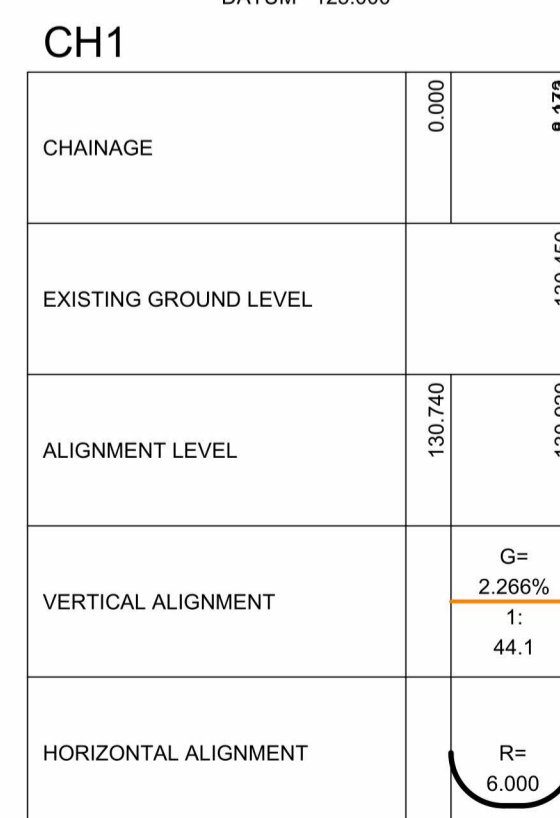 CH1
CHAINAGE
0.000
EXISTING GROUND LEVEL
ALIGNMENT LEVEL
130.740
VERTICAL ALIGNMENT
G=
2.266%
1:
44.1
HORIZONTAL ALIGNMENT
R=
6.000